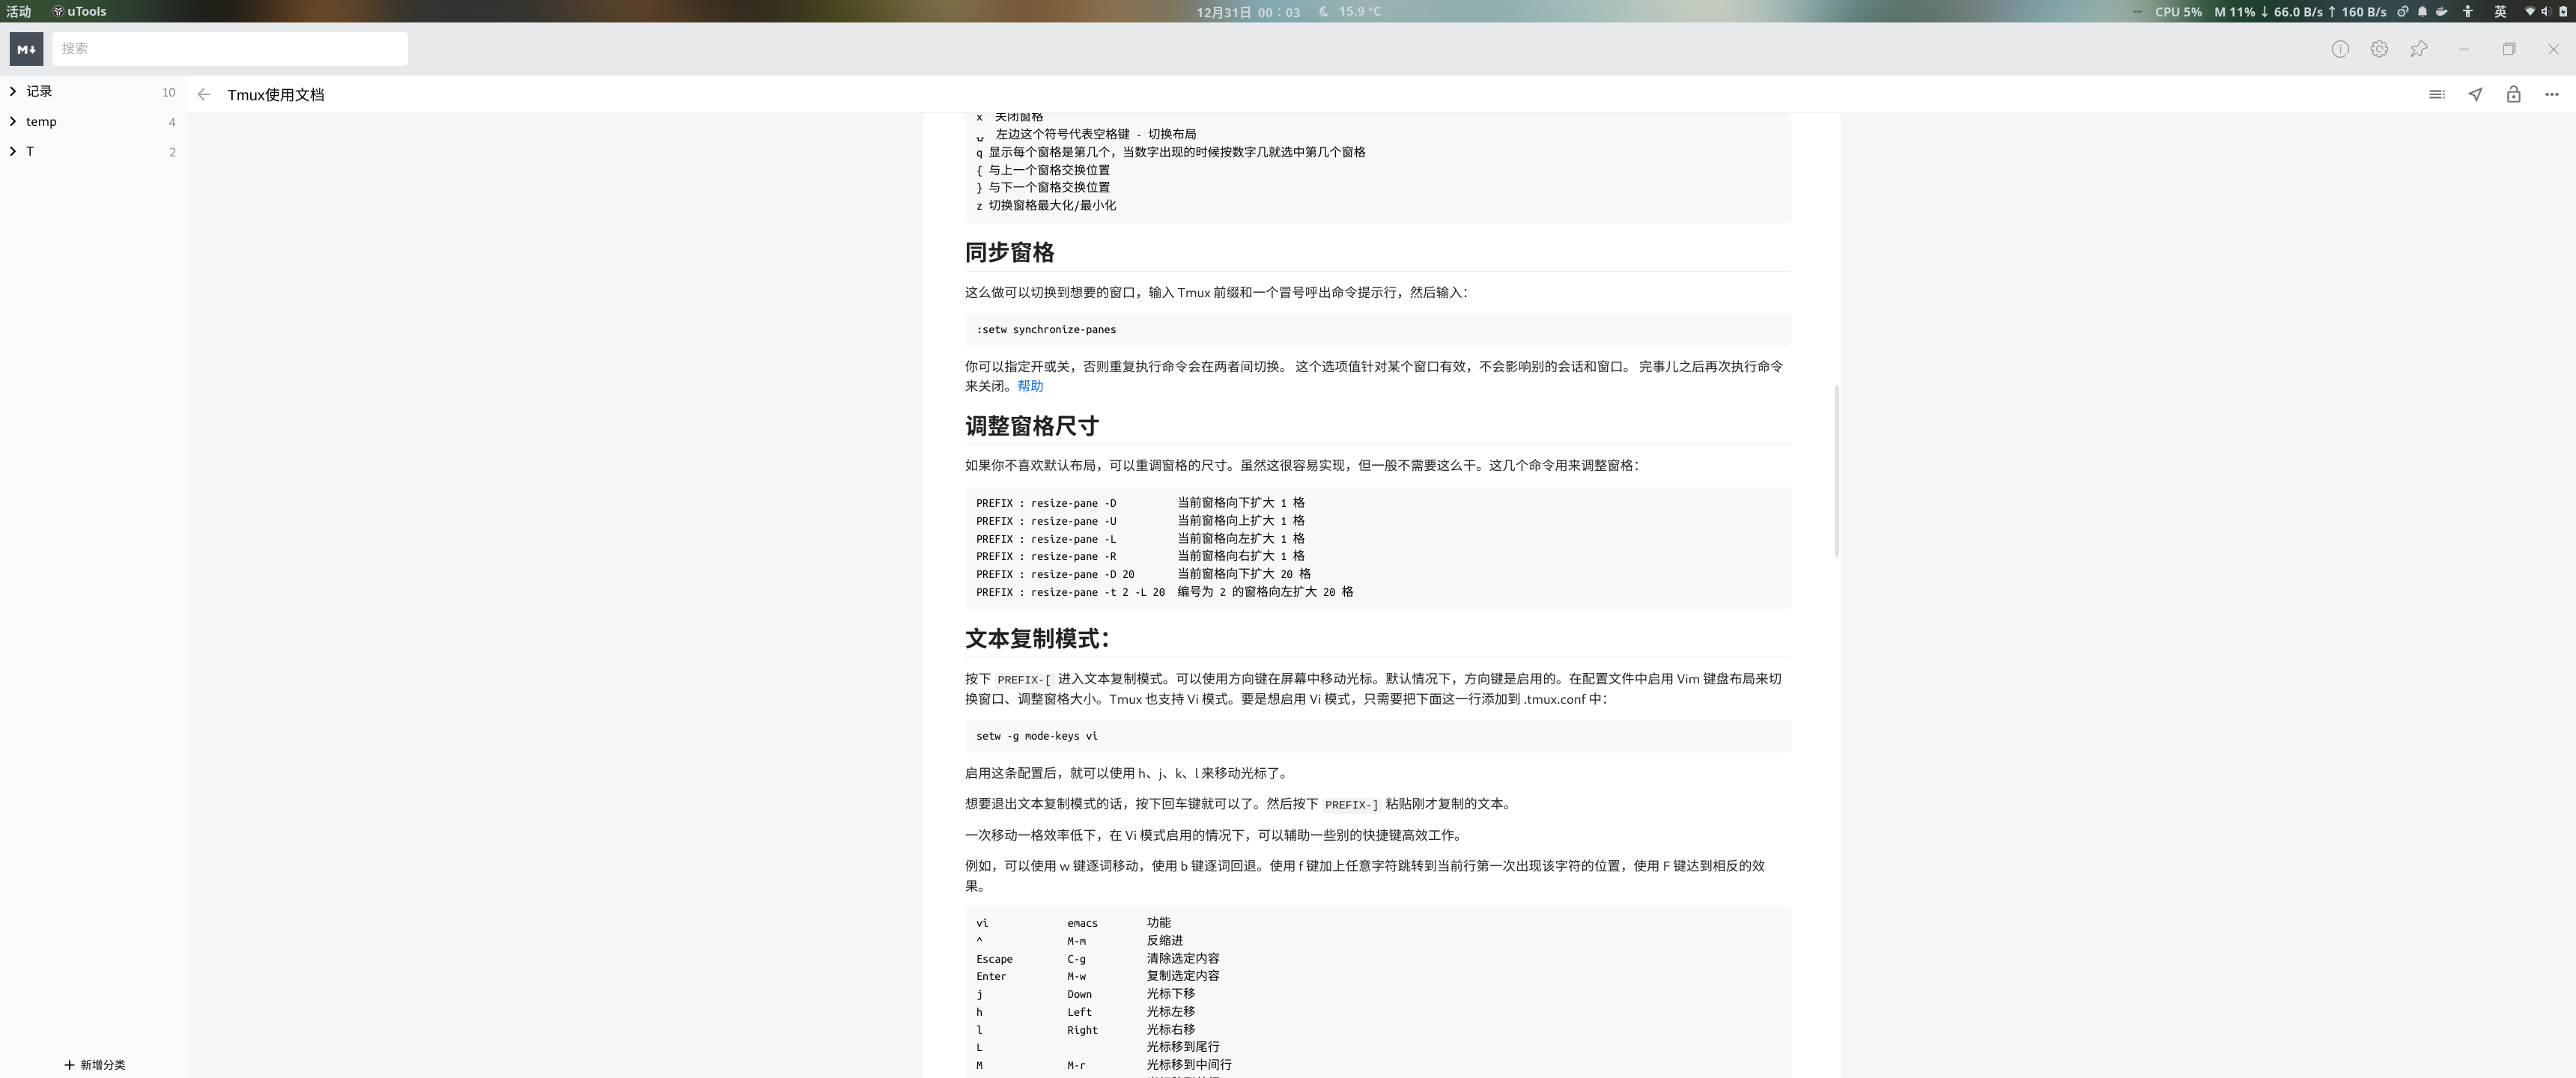 活动 uTools 12月31日 00：03 15.9 °C CPU 5% M 11% ↓ 66.0 B/s ↑ 160 B/s 英
M↓ 搜索
记录 10
temp 4
T 2
Tmux使用文档
x 关闭窗格
␣ 左边这个符号代表空格键 - 切换布局
q 显示每个窗格是第几个，当数字出现的时候按数字几就选中第几个窗格
{ 与上一个窗格交换位置
} 与下一个窗格交换位置
z 切换窗格最大化/最小化
同步窗格
这么做可以切换到想要的窗口，输入 Tmux 前缀和一个冒号呼出命令提示行，然后输入：
:setw synchronize-panes
你可以指定开或关，否则重复执行命令会在两者间切换。 这个选项值针对某个窗口有效，不会影响别的会话和窗口。 完事儿之后再次执行命令
来关闭。帮助
调整窗格尺寸
如果你不喜欢默认布局，可以重调窗格的尺寸。虽然这很容易实现，但一般不需要这么干。这几个命令用来调整窗格：
PREFIX : resize-pane -D 当前窗格向下扩大 1 格
PREFIX : resize-pane -U 当前窗格向上扩大 1 格
PREFIX : resize-pane -L 当前窗格向左扩大 1 格
PREFIX : resize-pane -R 当前窗格向右扩大 1 格
PREFIX : resize-pane -D 20 当前窗格向下扩大 20 格
PREFIX : resize-pane -t 2 -L 20 编号为 2 的窗格向左扩大 20 格
文本复制模式：
按下 PREFIX-[ 进入文本复制模式。可以使用方向键在屏幕中移动光标。默认情况下，方向键是启用的。在配置文件中启用 Vim 键盘布局来切
换窗口、调整窗格大小。Tmux 也支持 Vi 模式。要是想启用 Vi 模式，只需要把下面这一行添加到 .tmux.conf 中：
setw -g mode-keys vi
启用这条配置后，就可以使用 h、j、k、l 来移动光标了。
想要退出文本复制模式的话，按下回车键就可以了。然后按下 PREFIX-] 粘贴刚才复制的文本。
一次移动一格效率低下，在 Vi 模式启用的情况下，可以辅助一些别的快捷键高效工作。
例如，可以使用 w 键逐词移动，使用 b 键逐词回退。使用 f 键加上任意字符跳转到当前行第一次出现该字符的位置，使用 F 键达到相反的效
果。
vi emacs 功能
^ M-m 反缩进
Escape C-g 清除选定内容
Enter M-w 复制选定内容
j Down 光标下移
h Left 光标左移
l Right 光标右移
L 光标移到尾行
M M-r 光标移到中间行
新增分类